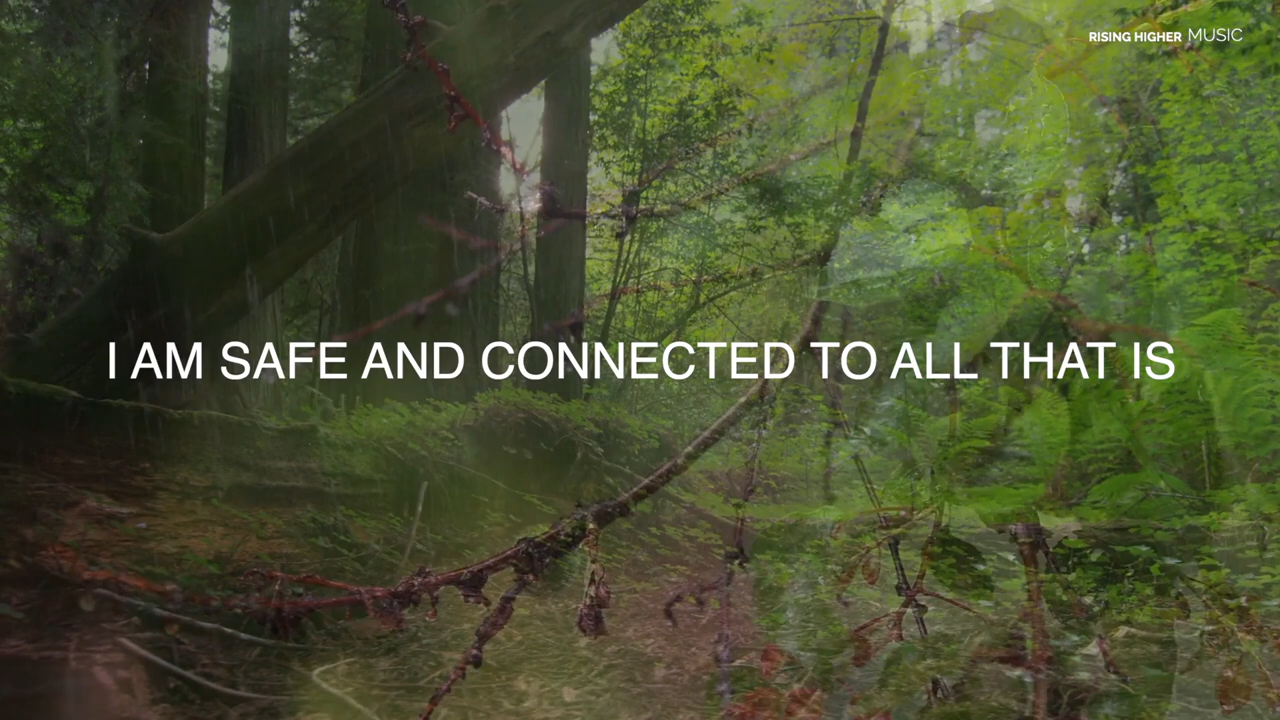 RISING HIGHER MUSIC
I AM SAFE AND CONNECTED TO ALL THAT IS